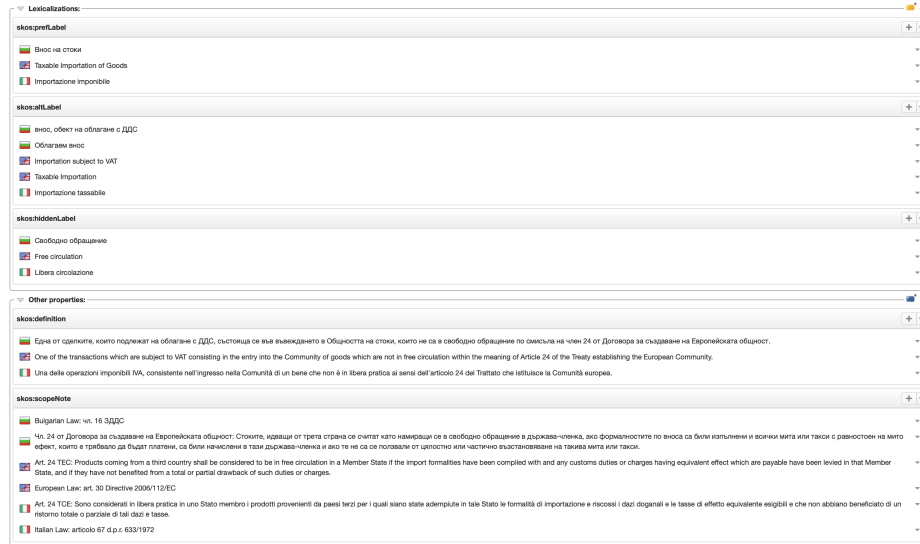 Lexicalizations:
skos:prefLabel
Внос на стоки
Taxable Importation of Goods
Importazione imponibile
skos:altLabel
внос, обект на облагане с ДДС
Облагаем внос
Importation subject to VAT
Taxable Importation
Importazione tassabile
skos:hiddenLabel
Свободно обращение
Free circulation
Libera circolazione
Other properties:
skos:definition
Една от сделките, които подлежат на облагане с ДДС, състояща се във въвеждането в Общността на стоки, които не са в свободно обращение по смисъла на член 24 от Договора за създаване на Европейската общност.
One of the transactions which are subject to VAT consisting in the entry into the Community of goods which are not in free circulation within the meaning of Article 24 of the Treaty establishing the European Community.
Una delle operazioni imponibili IVA, consistente nell'ingresso nella Comunità di un bene che non è in libera pratica ai sensi dell'articolo 24 del Trattato che istituisce la Comunità europea.
skos:scopeNote
Bulgarian Law: чл. 16 ЗДДС
Чл. 24 от Договора за създаване на Европейската общност: Стоките, идващи от трета страна се считат като намиращи се в свободно обращение в държава-членка, ако формалностите по вноса са били изпълнени и всички мита или такси с равностоен на мито
ефект, които е трябвало да бъдат платени, са били начислени в тази държава-членка и ако те не са се ползвали от цялостно или частично възстановяване на такива мита или такси.
Art. 24 TEC: Products coming from a third country shall be considered to be in free circulation in a Member State if the import formalities have been complied with and any customs duties or charges having equivalent effect which are payable have been levied in that Member
State, and if they have not benefited from a total or partial drawback of such duties or charges.
European Law: art. 30 Directive 2006/112/EC
Art. 24 TCE: Sono considerati in libera pratica in uno Stato membro i prodotti provenienti da paesi terzi per i quali siano state adempiute in tale Stato le formalità di importazione e riscossi i dazi doganali e le tasse di effetto equivalente esigibili e che non abbiano beneficiato di un
ristorno totale o parziale di tali dazi e tasse.
Italian Law: articolo 67 d.p.r. 633/1972